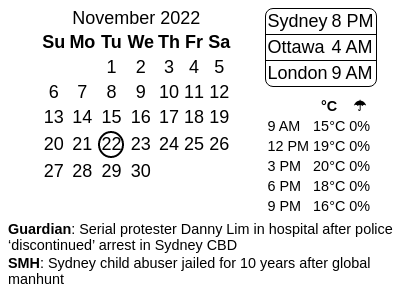 November 2022
Su Mo Tu We Th Fr Sa
1 2 3 4 5
6 7 8 9 10 11 12
13 14 15 16 17 18 19
20 21 22 23 24 25 26
27 28 29 30
Sydney 8 PM
Ottawa 4 AM
London 9 AM
°C ☂
9 AM 15°C 0%
12 PM 19°C 0%
3 PM 20°C 0%
6 PM 18°C 0%
9 PM 16°C 0%
Guardian: Serial protester Danny Lim in hospital after police
‘discontinued’ arrest in Sydney CBD
SMH: Sydney child abuser jailed for 10 years after global
manhunt